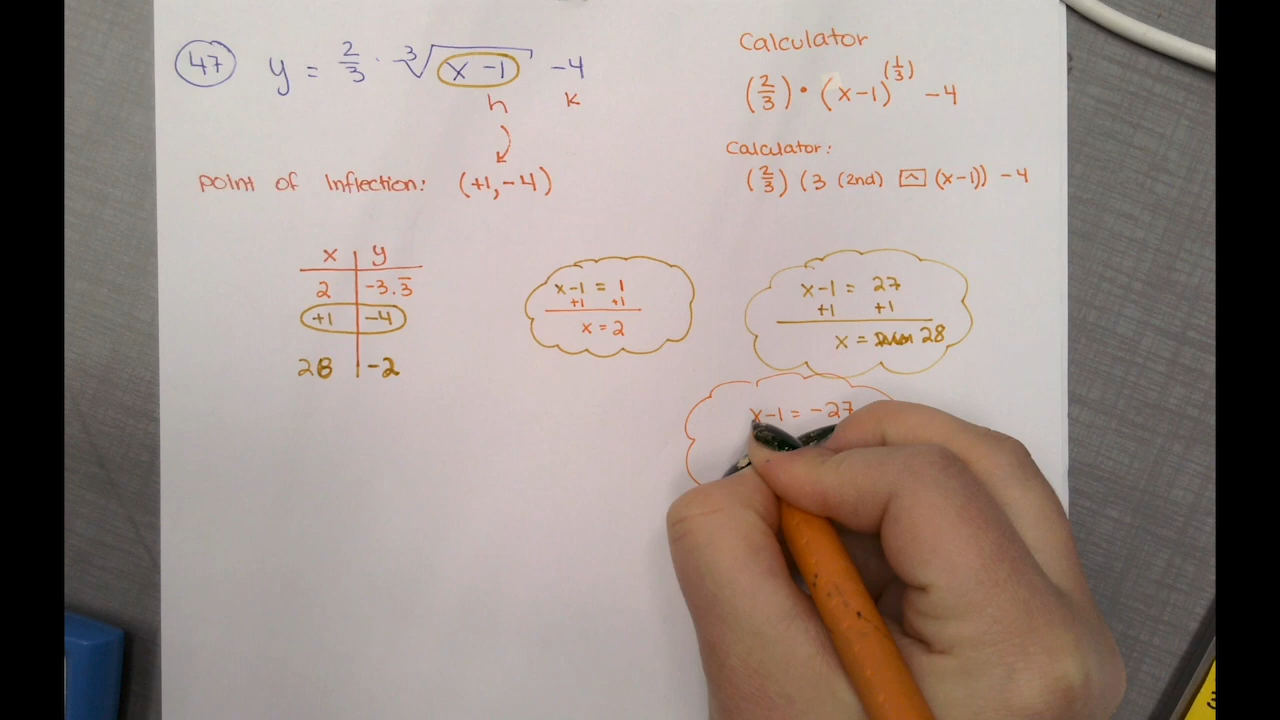 47 y = 2/3 · ∛(x - 1) - 4
h k
Point of Inflection: (+1, -4)
Calculator
(2/3) • (x-1)^(1/3) - 4
Calculator:
(2/3) (3 (2nd) ^ (x-1)) - 4
x y
2 -3.3̅
+1 -4
28 -2
x-1 = 1
+1 +1
x = 2
x-1 = 27
+1 +1
x = 28
x-1 = -27